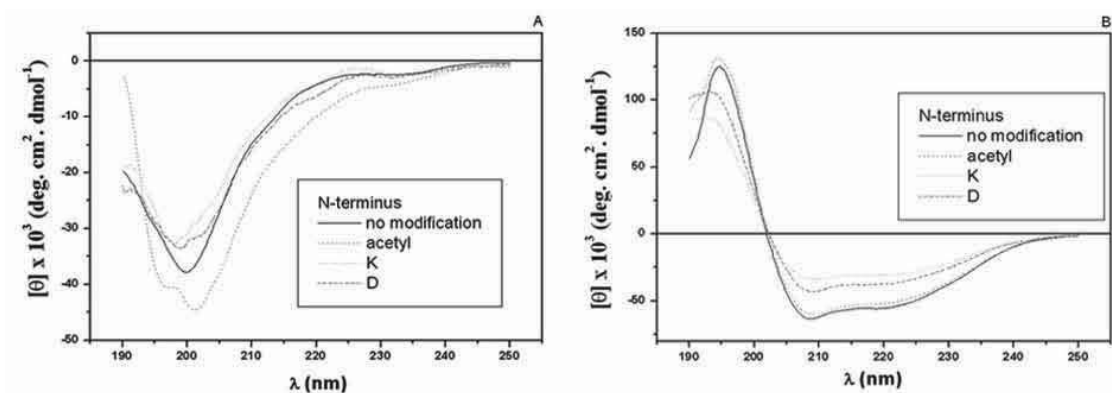 A
[θ] x 10³ (deg. cm². dmol⁻¹)
0
-10
-20
-30
-40
-50
190 200 210 220 230 240 250
λ (nm)
N-terminus
no modification
acetyl
K
D
B
[θ] x 10³ (deg. cm². dmol⁻¹)
150
100
50
0
-50
190 200 210 220 230 240 250
λ (nm)
N-terminus
no modification
acetyl
K
D